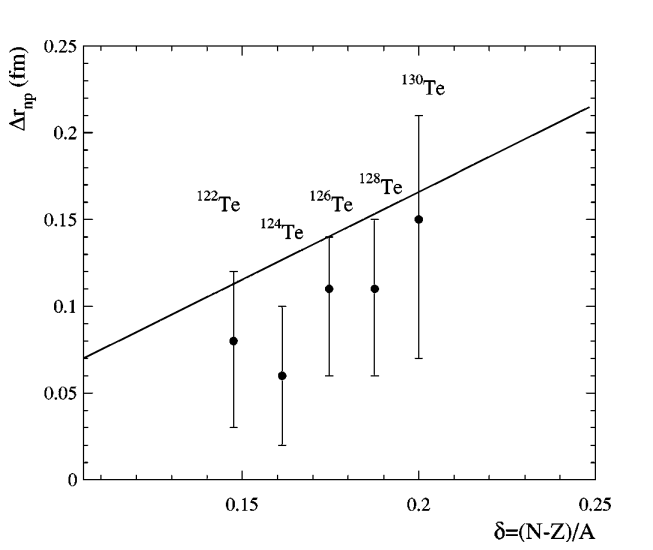 0.25
Δr_np (fm)
0.2
0.15
0.1
0.05
0
¹³⁰Te
¹²⁸Te
¹²⁶Te
¹²²Te
¹²⁴Te
0.15
0.2
0.25
δ=(N-Z)/A